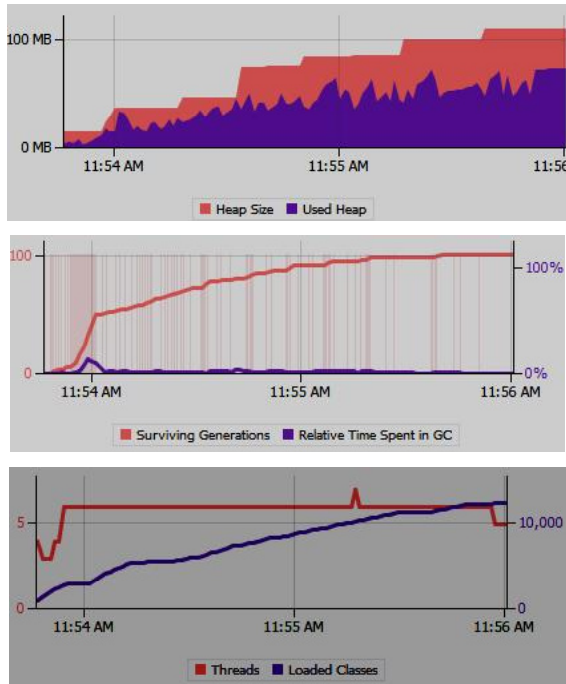 100 MB
0 MB
11:54 AM 11:55 AM 11:56
Heap Size Used Heap
100 100%
0 0%
11:54 AM 11:55 AM 11:56 AM
Surviving Generations Relative Time Spent in GC
5 10,000
0 0
11:54 AM 11:55 AM 11:56 AM
Threads Loaded Classes